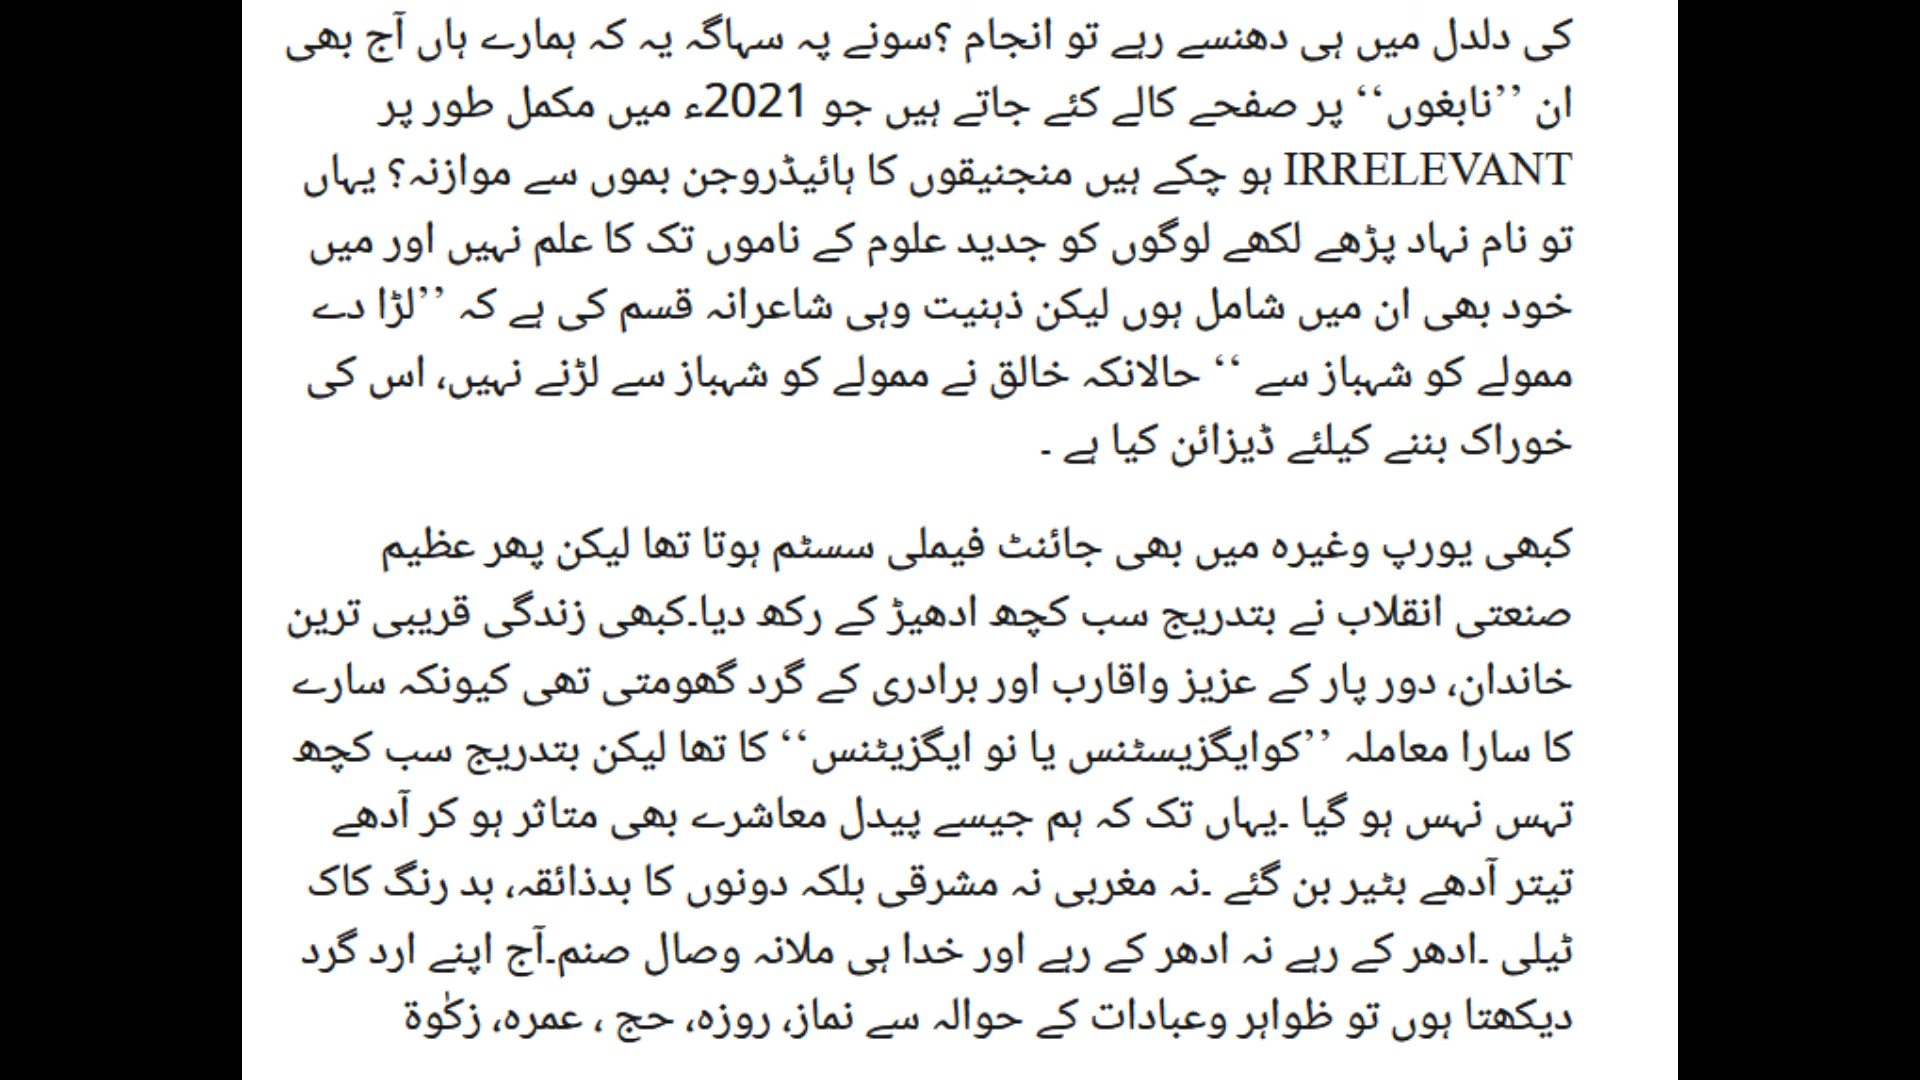 کی دلدل میں ہی دھنسے رہے تو انجام ؟سونے پہ سہاگہ یہ کہ ہمارے ہاں آج بھی
ان ’’نابغوں‘‘ پر صفحے کالے کئے جاتے ہیں جو 2021ء میں مکمل طور پر
IRRELEVANT ہو چکے ہیں منجنیقوں کا ہائیڈروجن بموں سے موازنہ؟ یہاں
تو نام نہاد پڑھے لکھے لوگوں کو جدید علوم کے ناموں تک کا علم نہیں اور میں
خود بھی ان میں شامل ہوں لیکن ذہنیت وہی شاعرانہ قسم کی ہے کہ ’’لڑا دے
ممولے کو شہباز سے ‘‘ حالانکہ خالق نے ممولے کو شہباز سے لڑنے نہیں، اس کی
خوراک بننے کیلئے ڈیزائن کیا ہے ۔
کبھی یورپ وغیرہ میں بھی جائنٹ فیملی سسٹم ہوتا تھا لیکن پھر عظیم
صنعتی انقلاب نے بتدریج سب کچھ ادھیڑ کے رکھ دیا۔کبھی زندگی قریبی ترین
خاندان، دور پار کے عزیز واقارب اور برادری کے گرد گھومتی تھی کیونکہ سارے
کا سارا معاملہ ’’کوایگزیسٹنس یا نو ایگزیٹنس‘‘ کا تھا لیکن بتدریج سب کچھ
تہس نہس ہو گیا ۔یہاں تک کہ ہم جیسے پیدل معاشرے بھی متاثر ہو کر آدھے
تیتر آدھے بٹیر بن گئے ۔نہ مغربی نہ مشرقی بلکہ دونوں کا بدذائقہ، بد رنگ کاک
ٹیلی ۔ادھر کے رہے نہ ادھر کے رہے اور خدا ہی ملانہ وصال صنم۔آج اپنے ارد گرد
دیکھتا ہوں تو ظواہر وعبادات کے حوالہ سے نماز، روزہ، حج ، عمرہ، زکوٰۃ